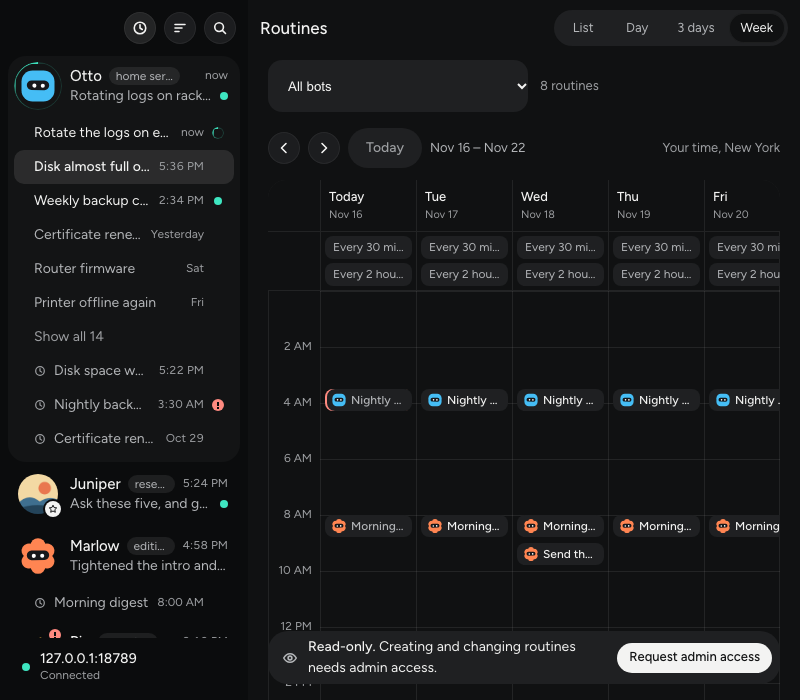 Otto home ser... now
Rotating logs on rack...
Rotate the logs on e... now
Disk almost full o... 5:36 PM
Weekly backup c... 2:34 PM
Certificate rene... Yesterday
Router firmware Sat
Printer offline again Fri
Show all 14
Disk space w... 5:22 PM
Nightly back... 3:30 AM
Certificate ren... Oct 29
Juniper rese... 5:24 PM
Ask these five, and g...
Marlow editi... 4:58 PM
Tightened the intro and...
Morning digest 8:00 AM
127.0.0.1:18789
Connected
Routines
List Day 3 days Week
All bots
8 routines
Today
Nov 16 – Nov 22
Your time, New York
Today Tue Wed Thu Fri
Nov 16 Nov 17 Nov 18 Nov 19 Nov 20
Every 30 mi... Every 30 mi... Every 30 mi... Every 30 mi... Every 30 mi
Every 2 hou... Every 2 hou... Every 2 hou... Every 2 hou... Every 2 hou
2 AM
4 AM
Nightly ... Nightly ... Nightly ... Nightly ... Nightly .
6 AM
8 AM
Morning... Morning... Morning... Morning... Morning
Send th...
10 AM
12 PM
Read-only. Creating and changing routines
needs admin access.
Request admin access